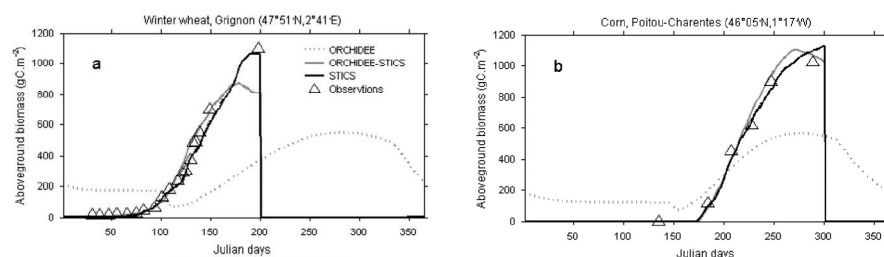 Winter wheat, Grignon (47°51'N,2°41'E)
Aboveground biomass (gC.m-2)
1200
1000
800
600
400
200
0
a
ORCHIDEE
ORCHIDEE-STICS
STICS
Observtions
50 100 150 200 250 300 350
Julian days
Corn, Poitou-Charentes (46°05'N,1°17'W)
Aboveground biomass (gC.m-2)
1200
1000
800
600
400
200
0
b
50 100 150 200 250 300 350
Julian days